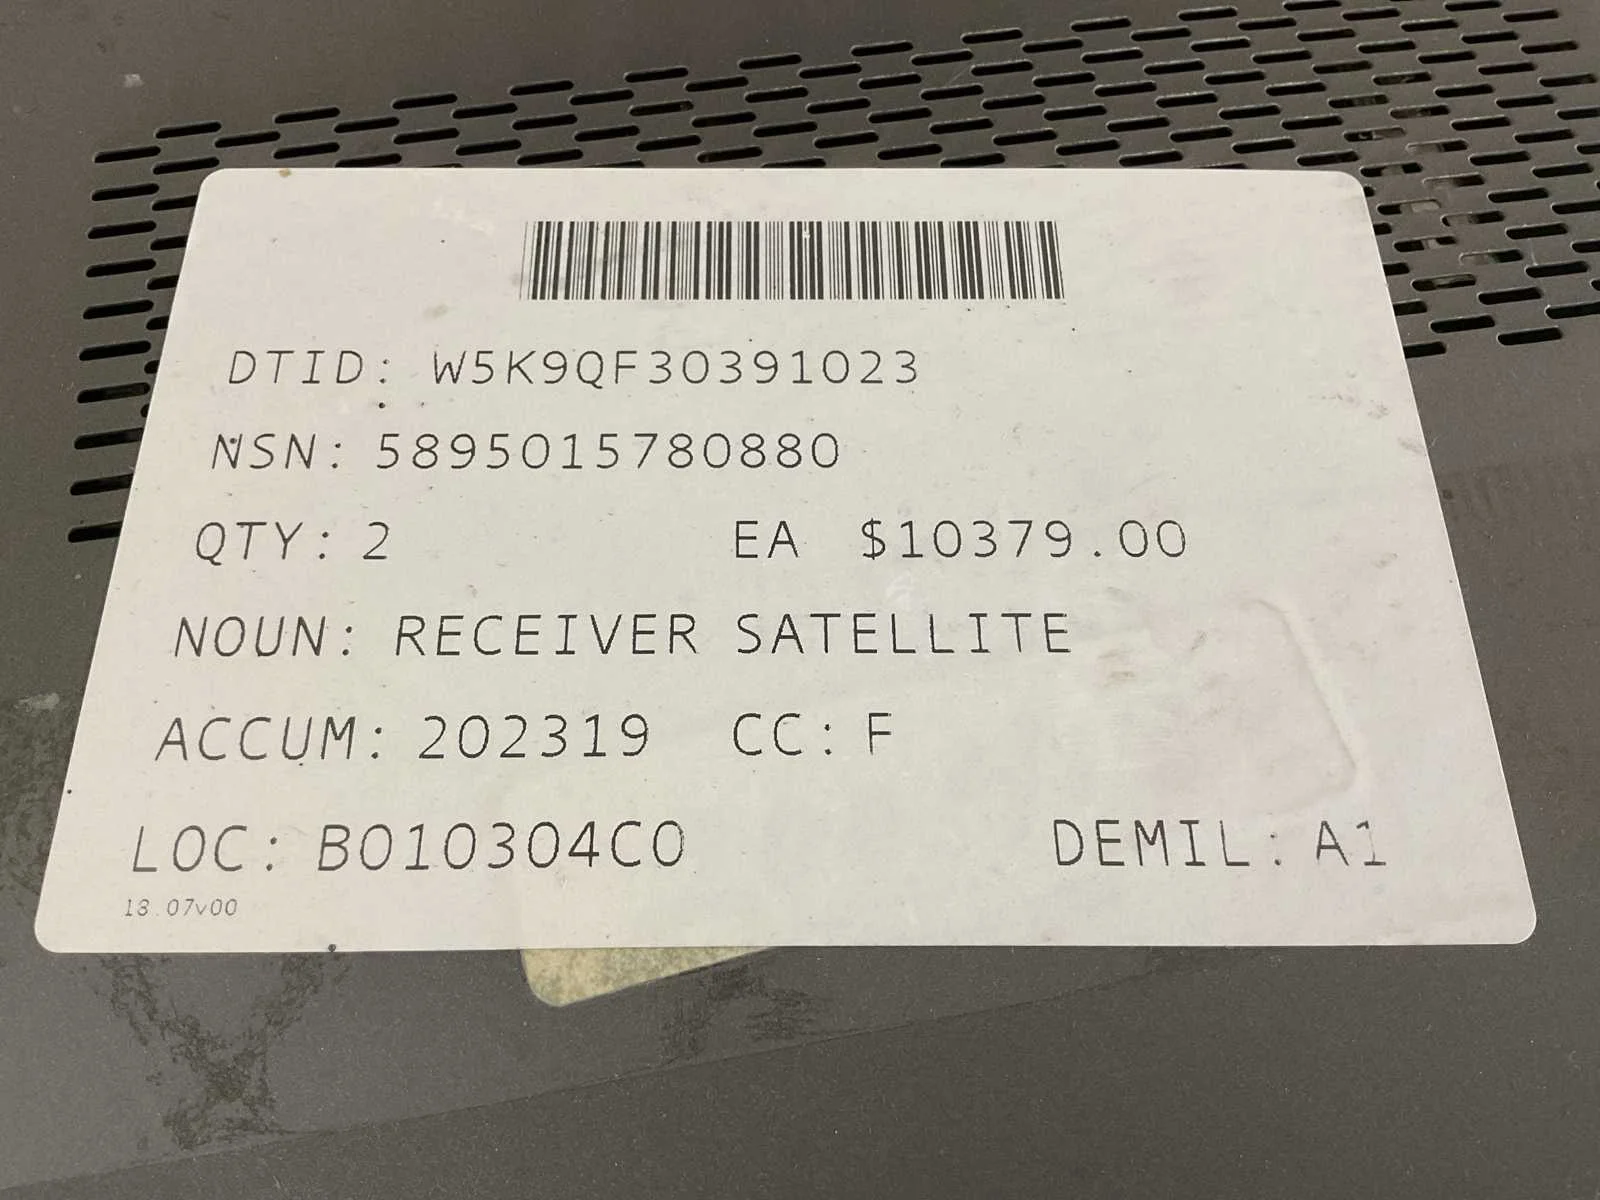 DTID: W5K9QF30391023
NSN: 5895015780880
QTY: 2 EA $10379.00
NOUN: RECEIVER SATELLITE
ACCUM: 202319 CC: F
LOC: B010304C0 DEMIL: A1
18.07v00